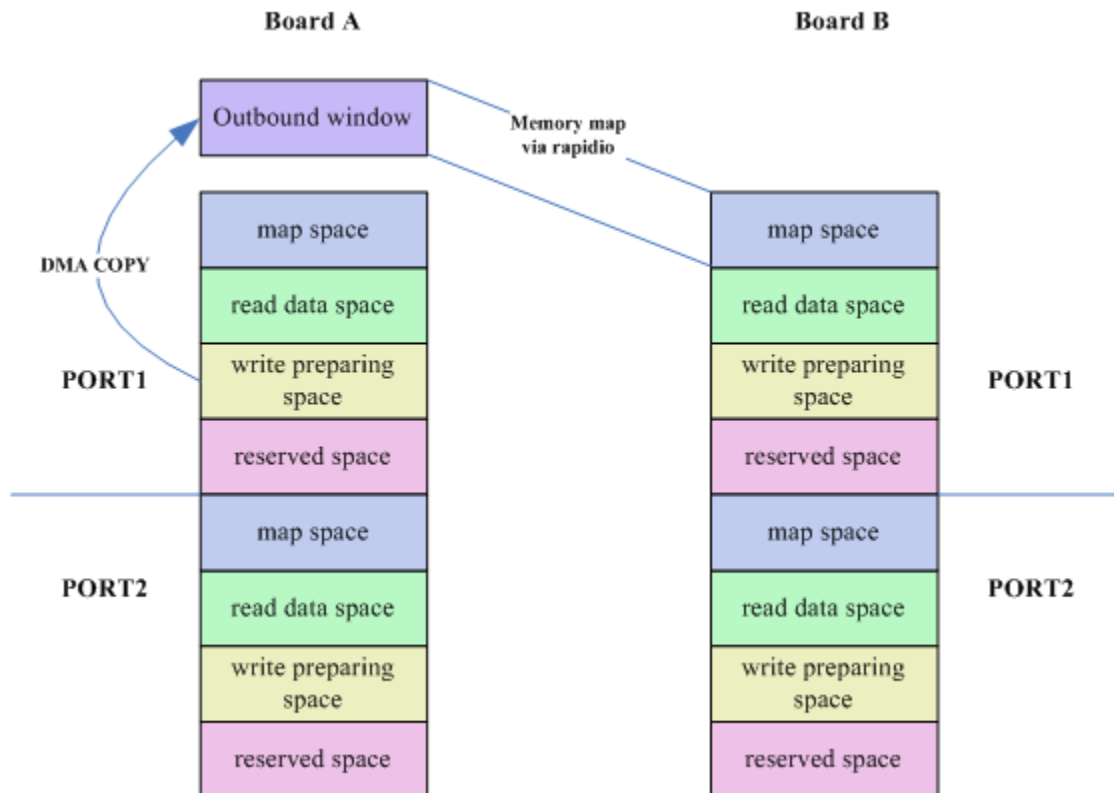 Board A
Board B
Outbound window
Memory map
via rapidio
map space
map space
DMA COPY
read data space
read data space
PORT1
write preparing
space
write preparing
space
PORT1
reserved space
reserved space
map space
map space
PORT2
read data space
read data space
PORT2
write preparing
space
write preparing
space
reserved space
reserved space